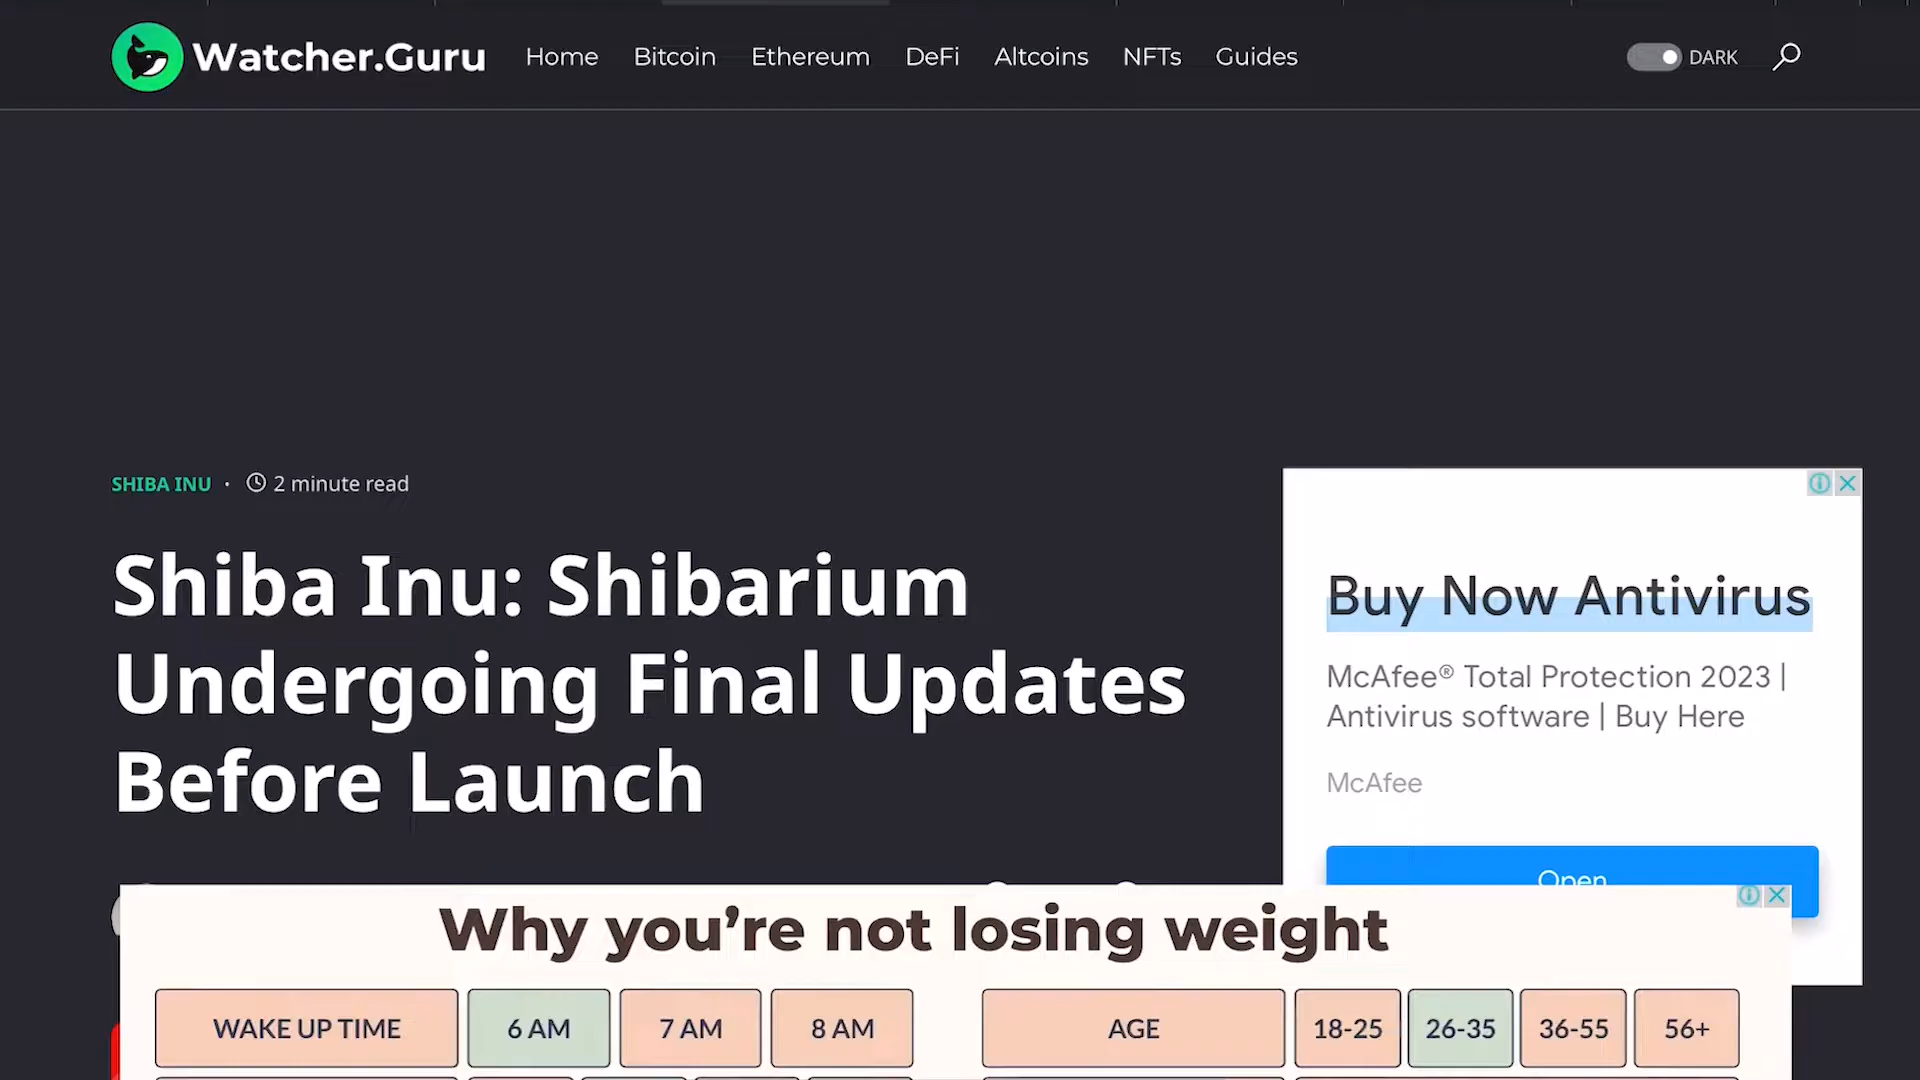 Watcher.Guru
Home Bitcoin Ethereum DeFi Altcoins NFTs Guides
DARK
SHIBA INU · 2 minute read
Shiba Inu: Shibarium
Undergoing Final Updates
Before Launch
Buy Now Antivirus
McAfee® Total Protection 2023 |
Antivirus software | Buy Here
McAfee
Open
Why you’re not losing weight
WAKE UP TIME 6 AM 7 AM 8 AM
AGE 18-25 26-35 36-55 56+